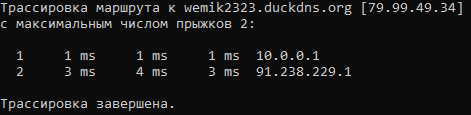 Трассировка маршрута к wemik2323.duckdns.org [79.99.49.34]
с максимальным числом прыжков 2:
1 1 ms 1 ms 1 ms 10.0.0.1
2 3 ms 4 ms 3 ms 91.238.229.1
Трассировка завершена.